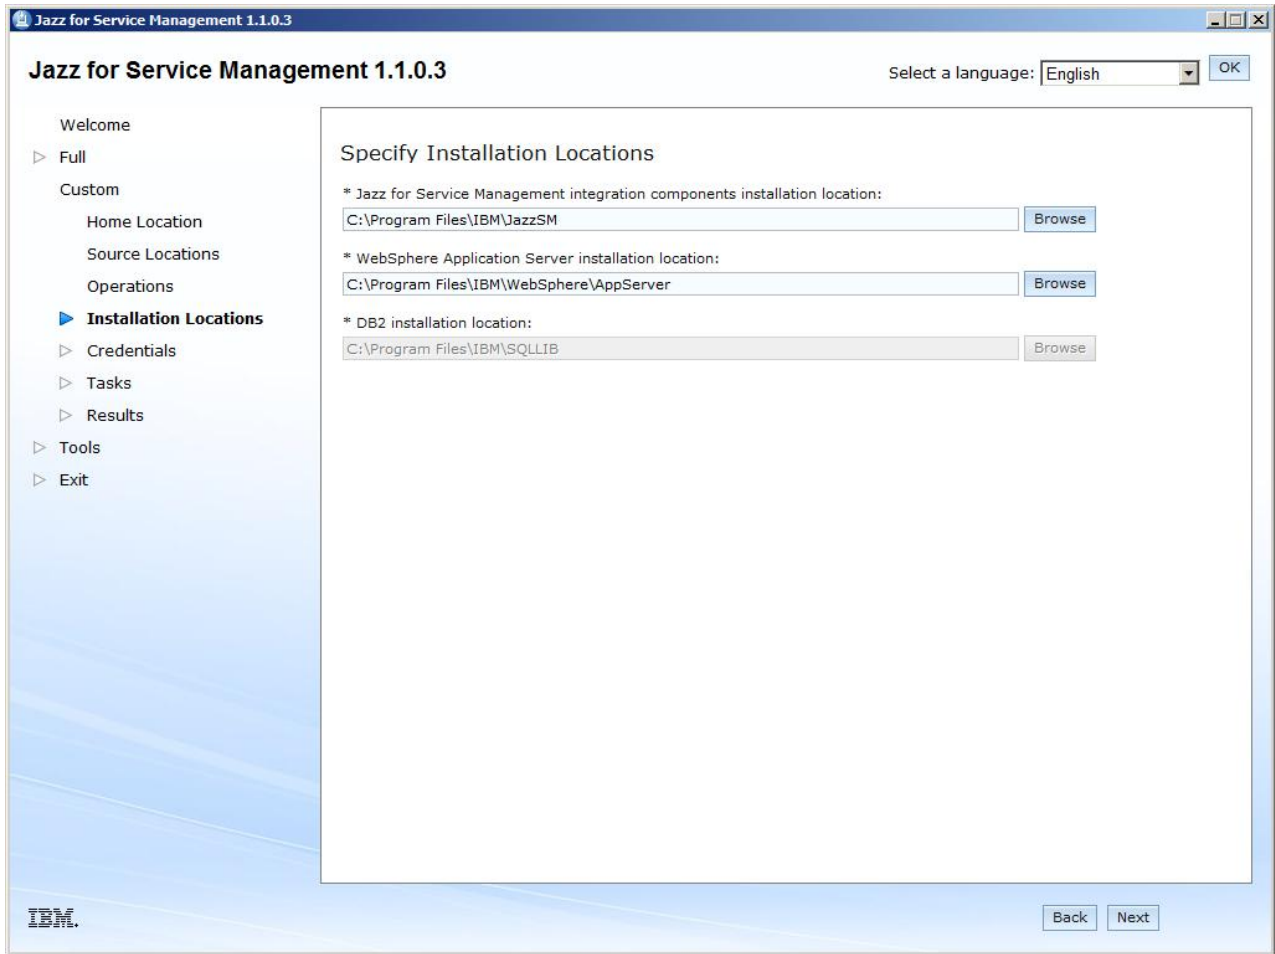 Jazz for Service Management 1.1.0.3
Jazz for Service Management 1.1.0.3
Select a language: English OK
Welcome
Full
Custom
Home Location
Source Locations
Operations
Installation Locations
Credentials
Tasks
Results
Tools
Exit
Specify Installation Locations
* Jazz for Service Management integration components installation location:
C:\Program Files\IBM\JazzSM Browse
* WebSphere Application Server installation location:
C:\Program Files\IBM\WebSphere\AppServer Browse
* DB2 installation location:
C:\Program Files\IBM\SQLLIB Browse
IBM.
Back Next